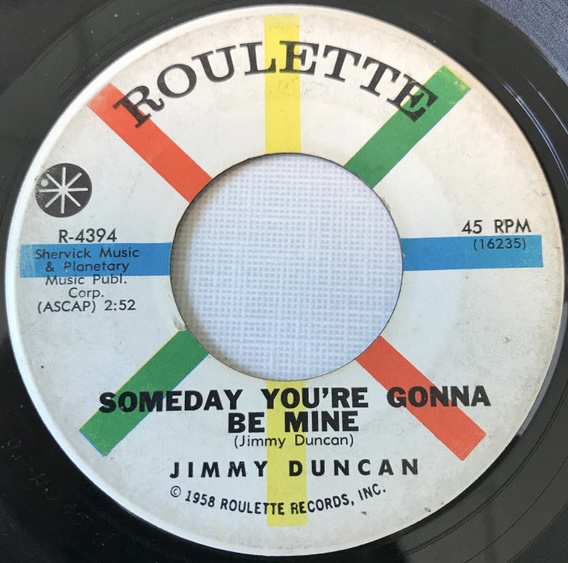 ROULETTE
R-4394
Shervick Music
& Planetary
Music Publ.
Corp.
(ASCAP) 2:52
45 RPM
(16235)
SOMEDAY YOU'RE GONNA
BE MINE
(Jimmy Duncan)
JIMMY DUNCAN
© 1958 ROULETTE RECORDS, INC.